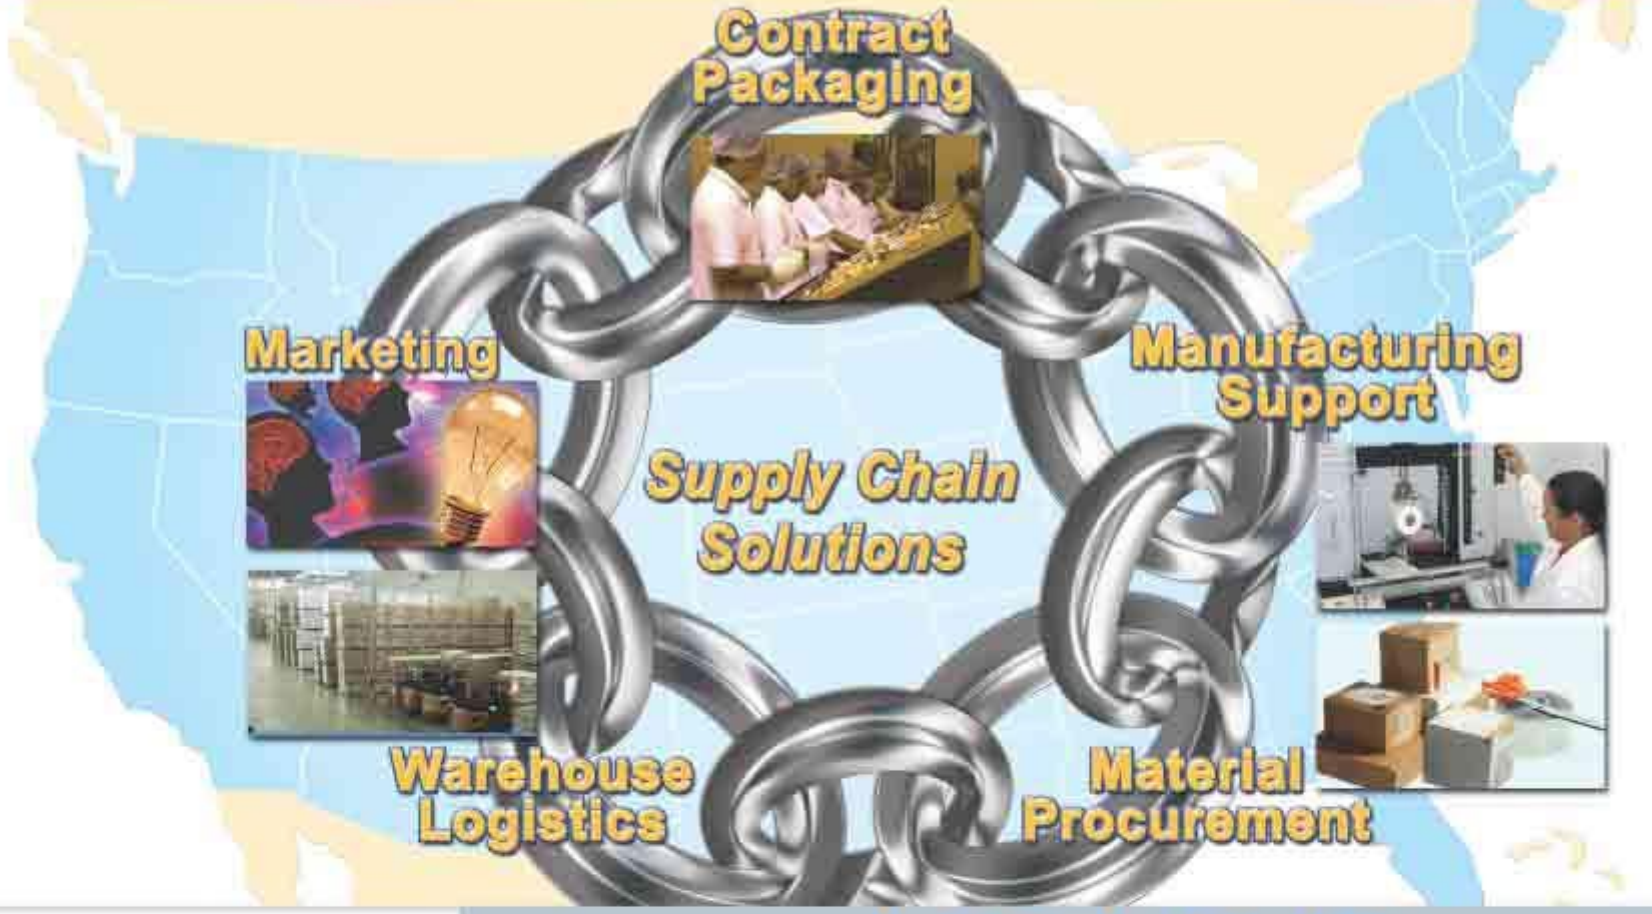 Contract
Packaging
Marketing
Manufacturing
Support
Supply Chain
Solutions
Warehouse
Logistics
Material
Procurement